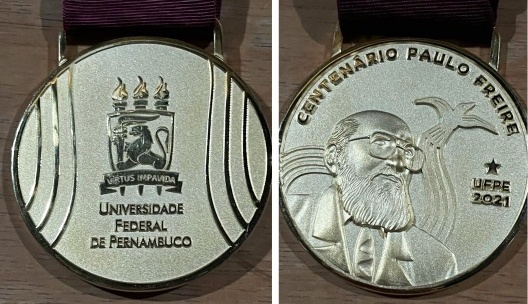 VIRTUS IMPAVIDA
UNIVERSIDADE
FEDERAL
DE PERNAMBUCO
CENTENÁRIO PAULO FREIRE
UFPE
2021